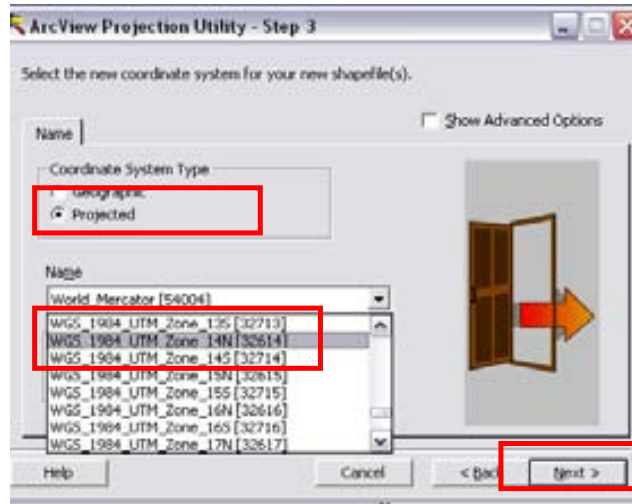 ArcView Projection Utility - Step 3
Select the new coordinate system for your new shapefile(s).
Show Advanced Options
Name
Coordinate System Type
Geographic
Projected
Name
World_Mercator [54004]
WGS_1984_UTM_Zone_13S [32713]
WGS_1984_UTM_Zone_14N [32614]
WGS_1984_UTM_Zone_14S [32714]
WGS_1984_UTM_Zone_15N [32615]
WGS_1984_UTM_Zone_15S [32715]
WGS_1984_UTM_Zone_16N [32616]
WGS_1984_UTM_Zone_16S [32716]
WGS_1984_UTM_Zone_17N [32617]
Help Cancel < Back Next >